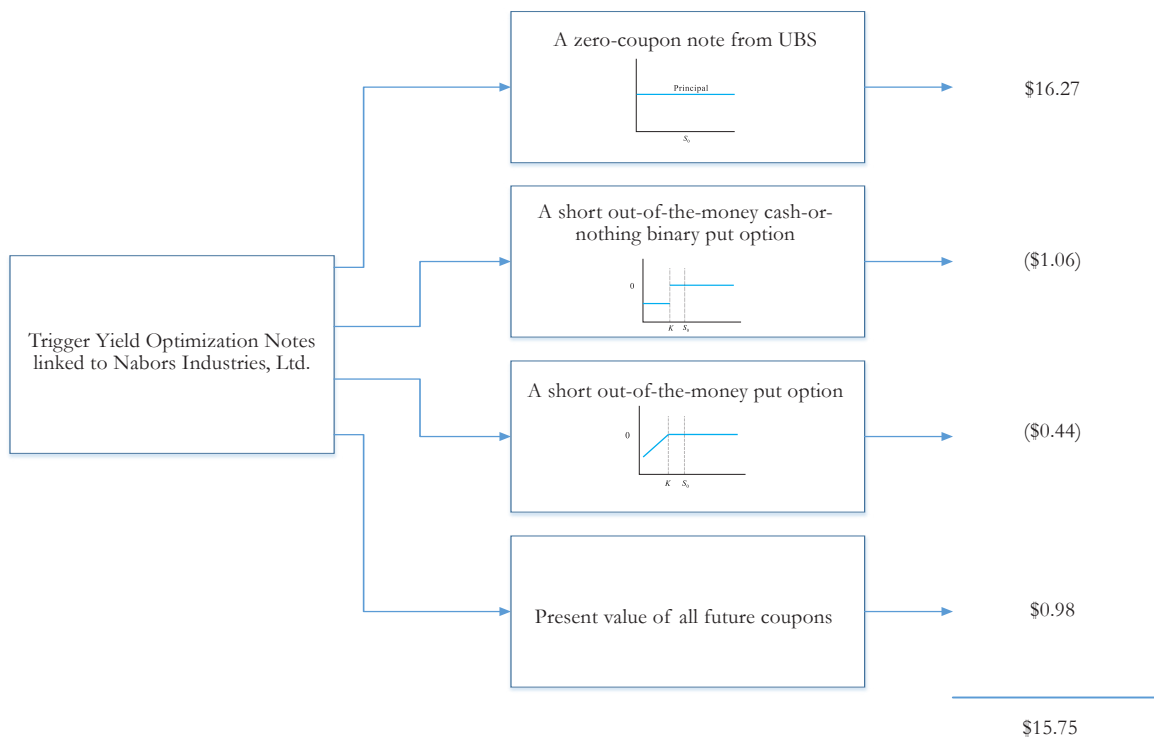 A zero-coupon note from UBS
Principal
S₀
$16.27
A short out-of-the-money cash-or-
nothing binary put option
0
K
S₀
($1.06)
Trigger Yield Optimization Notes
linked to Nabors Industries, Ltd.
A short out-of-the-money put option
0
K
S₀
($0.44)
Present value of all future coupons
$0.98
$15.75